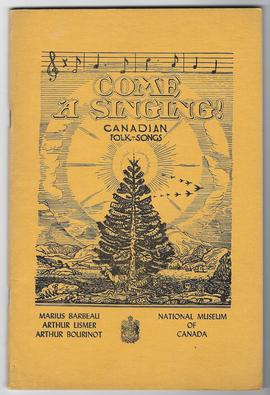 COME
A SINGING!
CANADIAN
FOLK-SONGS
MARIUS BARBEAU
ARTHUR LISMER
ARTHUR BOURINOT
NATIONAL MUSEUM
OF
CANADA